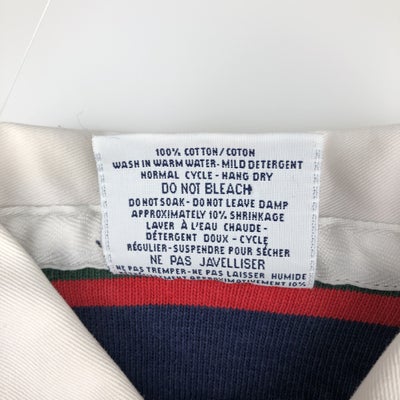 100% COTTON/COTON
WASH IN WARM WATER - MILD DETERGENT
NORMAL CYCLE - HANG DRY
DO NOT BLEACH
DO NOT SOAK - DO NOT LEAVE DAMP
APPROXIMATELY 10% SHRINKAGE
LAVER À L'EAU CHAUDE -
DÉTERGENT DOUX - CYCLE
RÉGULIER - SUSPENDRE POUR SÉCHER
NE PAS JAVELLISER
NE PAS TREMPER - NE PAS LAISSER HUMIDE
APPROXIMATIVEMENT 10%